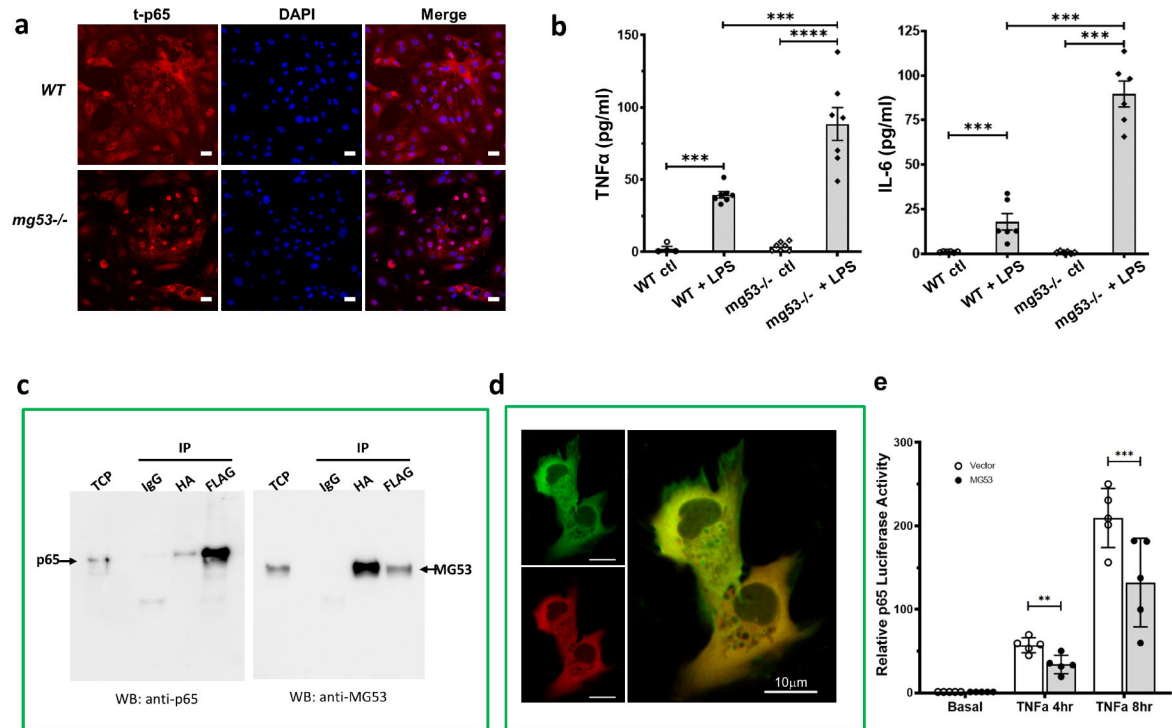 a
t-p65 DAPI Merge
WT
mg53-/-
b
TNFα (pg/ml)
150
100
50
0
***
***
****
WT ctl
WT + LPS
mg53-/- ctl
mg53-/- + LPS
IL-6 (pg/ml)
125
100
75
50
25
0
***
***
***
WT ctl
WT + LPS
mg53-/- ctl
mg53-/- + LPS
c
IP
TCP IgG HA FLAG
p65
WB: anti-p65
IP
TCP IgG HA FLAG
MG53
WB: anti-MG53
d
10μm
e
Relative p65 Luciferase Activity
300
200
100
50
0
Vector
MG53
**
***
Basal TNFa 4hr TNFa 8hr